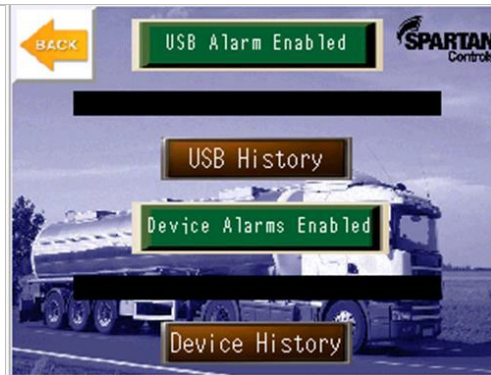 BACK
USB Alarm Enabled
SPARTAN
Controls
USB History
Device Alarms Enabled
Device History